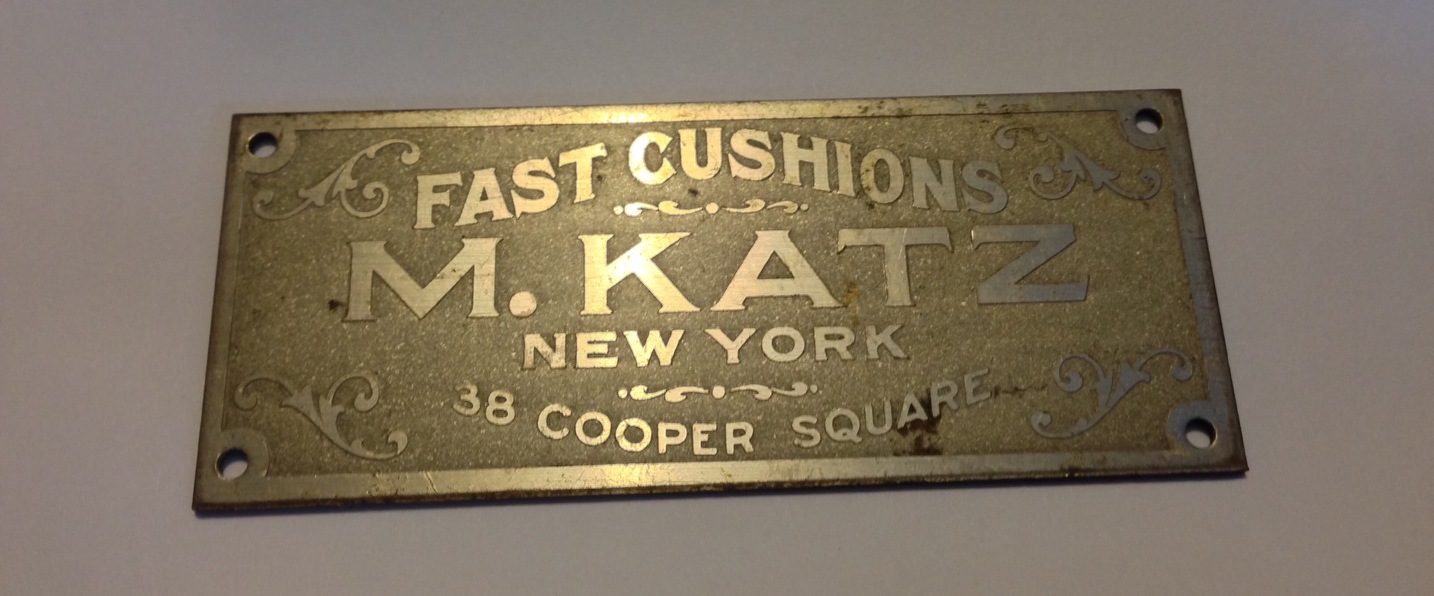 FAST CUSHIONS
M. KATZ
NEW YORK
38 COOPER SQUARE